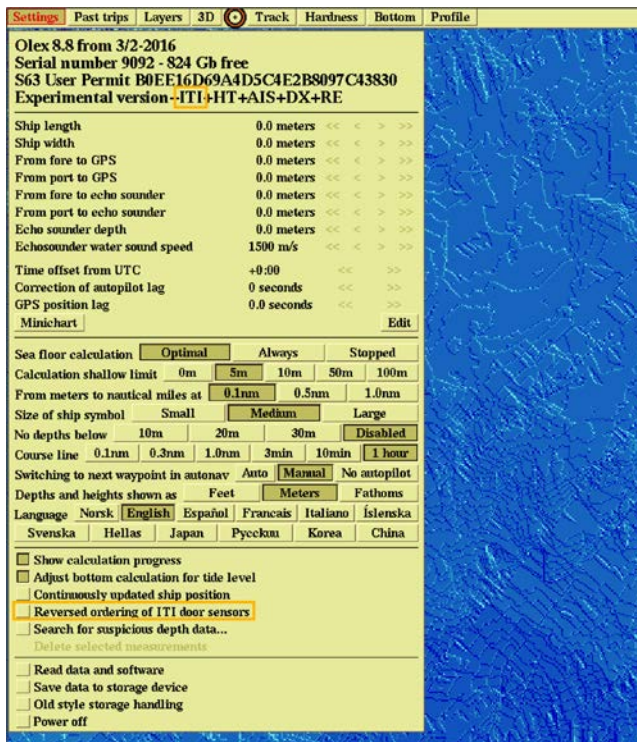 Settings Past trips Layers 3D Track Hardness Bottom Profile
Olex 8.8 from 3/2-2016
Serial number 9092 - 824 Gb free
S63 User Permit B0EE16D69A4D5C4E2B8097C43830
Experimental version--ITI+HT+AIS+DX+RE
Ship length 0.0 meters << < > >>
Ship width 0.0 meters << < > >>
From fore to GPS 0.0 meters << < > >>
From port to GPS 0.0 meters << < > >>
From fore to echo sounder 0.0 meters << < > >>
From port to echo sounder 0.0 meters << < > >>
Echo sounder depth 0.0 meters << < > >>
Echosounder water sound speed 1500 m/s << < > >>
Time offset from UTC +0:00 << >>
Correction of autopilot lag 0 seconds << >>
GPS position lag 0.0 seconds << >>
Minichart Edit
Sea floor calculation Optimal Always Stopped
Calculation shallow limit 0m 5m 10m 50m 100m
From meters to nautical miles at 0.1nm 0.5nm 1.0nm
Size of ship symbol Small Medium Large
No depths below 10m 20m 30m Disabled
Course line 0.1nm 0.3nm 1.0nm 3min 10min 1 hour
Switching to next waypoint in autonav Auto Manual No autopilot
Depths and heights shown as Feet Meters Fathoms
Language Norsk English Español Francais Italiano Íslenska
Svenska Hellas Japan Русскии Korea China
Show calculation progress
Adjust bottom calculation for tide level
Continuously updated ship position
Reversed ordering of ITI door sensors
Search for suspicious depth data...
Delete selected measurements
Read data and software
Save data to storage device
Old style storage handling
Power off